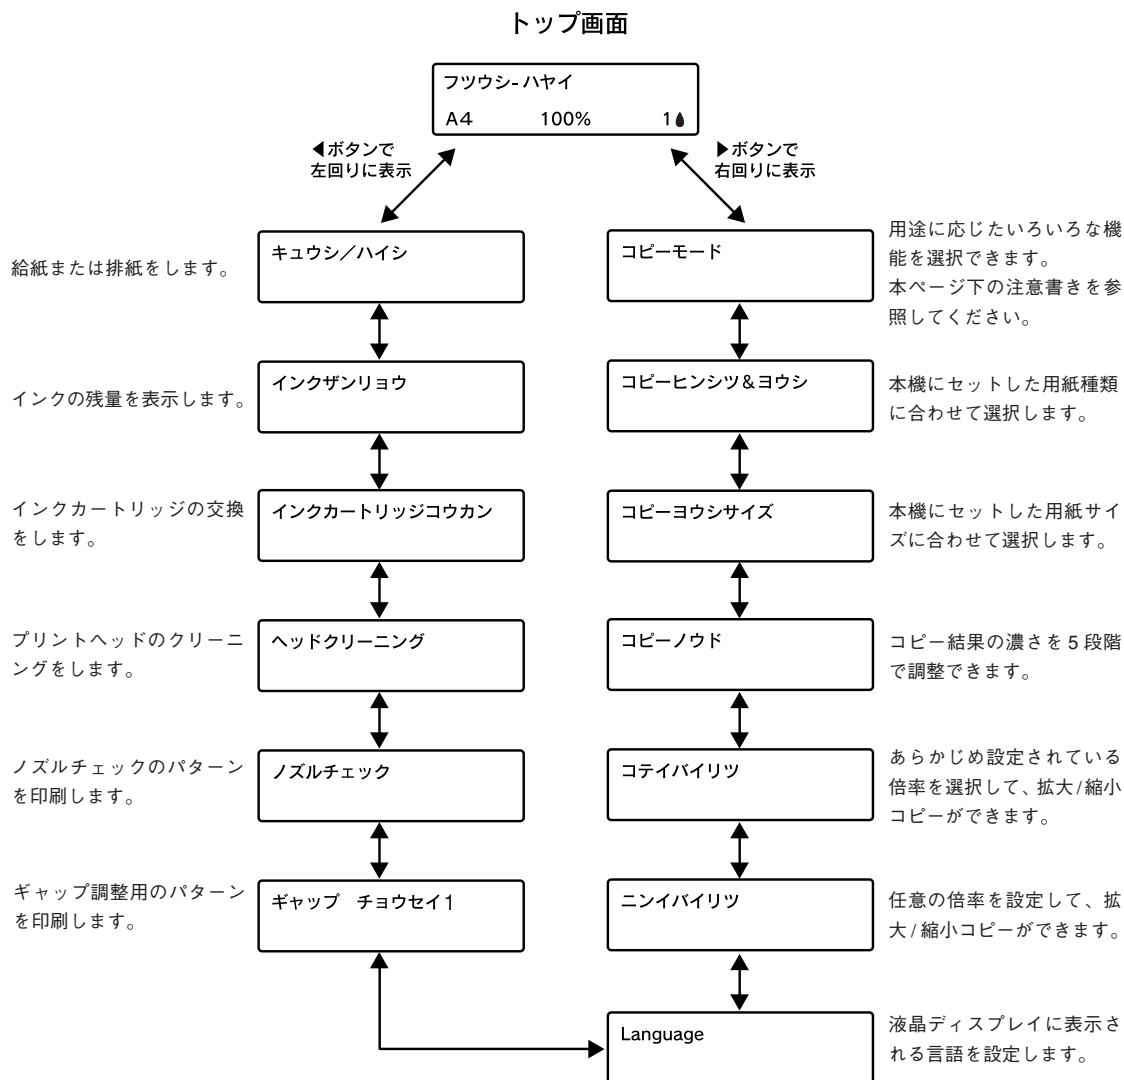 トップ画面
フツウシ-ハヤイ
A4 100% 1
◀ボタンで
左回りに表示
▶ボタンで
右回りに表示
給紙または排紙をします。
キュウシ／ハイシ
インクの残量を表示します。
インクザンリョウ
インクカートリッジの交換
をします。
インクカートリッジコウカン
プリントヘッドのクリーニ
ングをします。
ヘッドクリーニング
ノズルチェックのパターン
を印刷します。
ノズルチェック
ギャップ調整用のパターン
を印刷します。
ギャップ　チョウセイ1
コピーモード
用途に応じたいろいろな機
能を選択できます。
本ページ下の注意書きを参
照してください。
コピーヒンシツ&ヨウシ
本機にセットした用紙種類
に合わせて選択します。
コピーヨウシサイズ
本機にセットした用紙サイ
ズに合わせて選択します。
コピーノウド
コピー結果の濃さを5段階
で調整できます。
コテイバイリツ
あらかじめ設定されている
倍率を選択して、拡大/縮小
コピーができます。
ニンイバイリツ
任意の倍率を設定して、拡
大/縮小コピーができます。
Language
液晶ディスプレイに表示さ
れる言語を設定します。